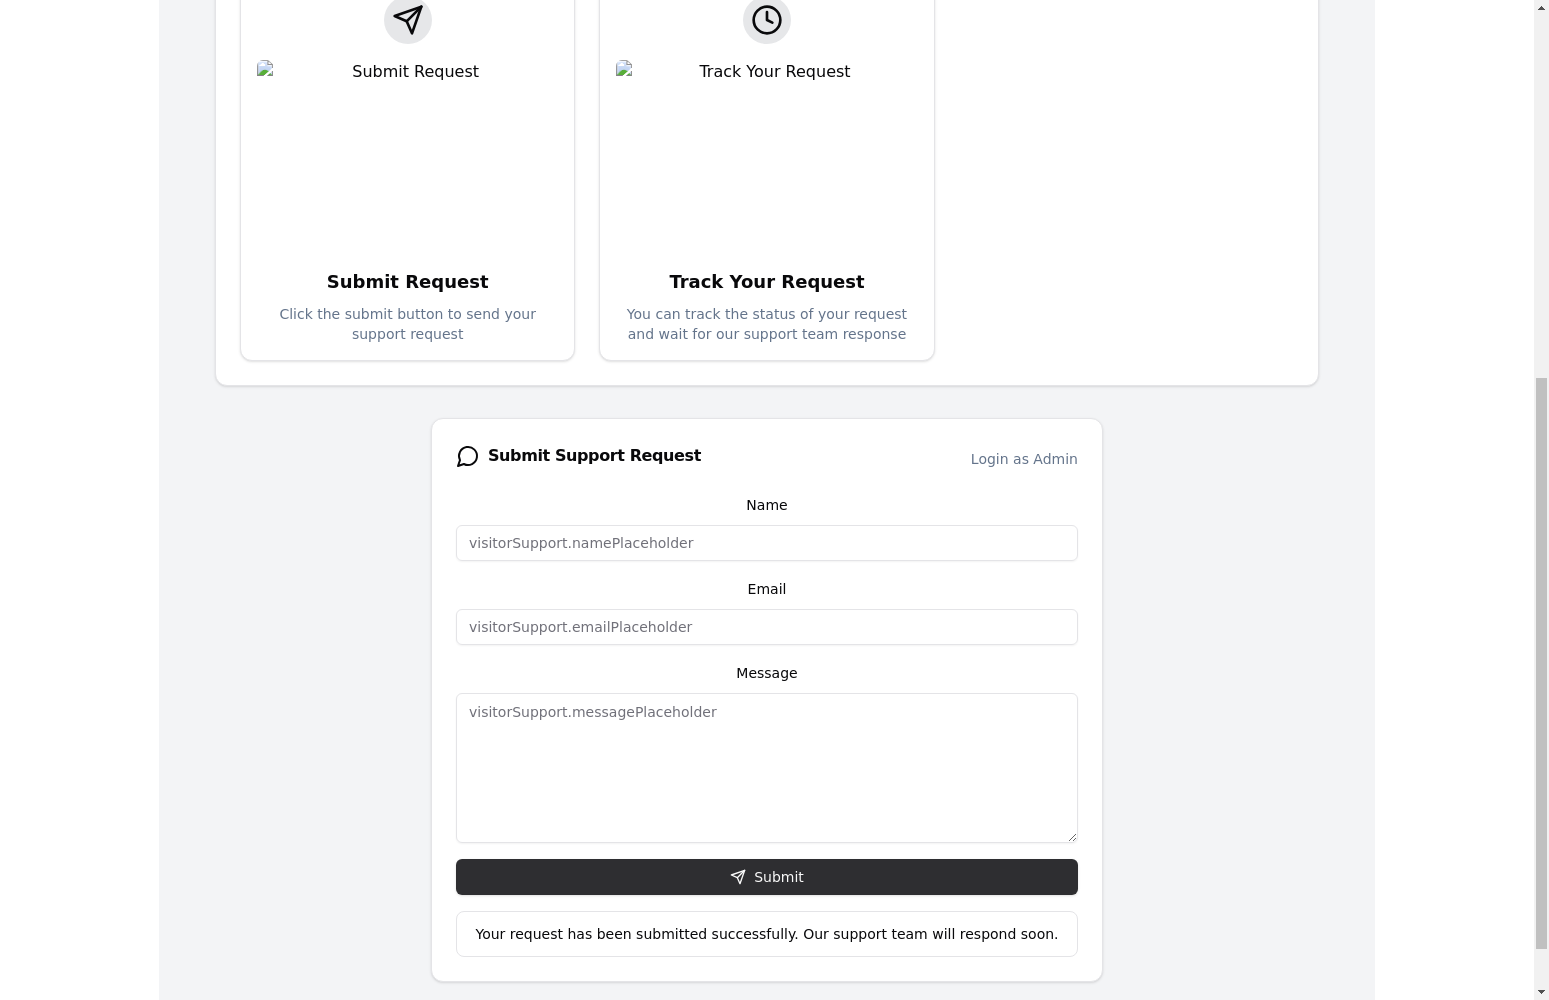 Submit Request
Track Your Request
Submit Request
Track Your Request
Click the submit button to send your
support request
You can track the status of your request
and wait for our support team response
Submit Support Request
Login as Admin
Name
visitorSupport.namePlaceholder
Email
visitorSupport.emailPlaceholder
Message
visitorSupport.messagePlaceholder
Submit
Your request has been submitted successfully. Our support team will respond soon.